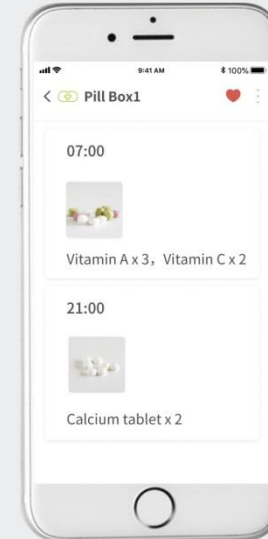 9:41 AM
100%
Pill Box1
07:00
Vitamin A x 3，Vitamin C x 2
21:00
Calcium tablet x 2